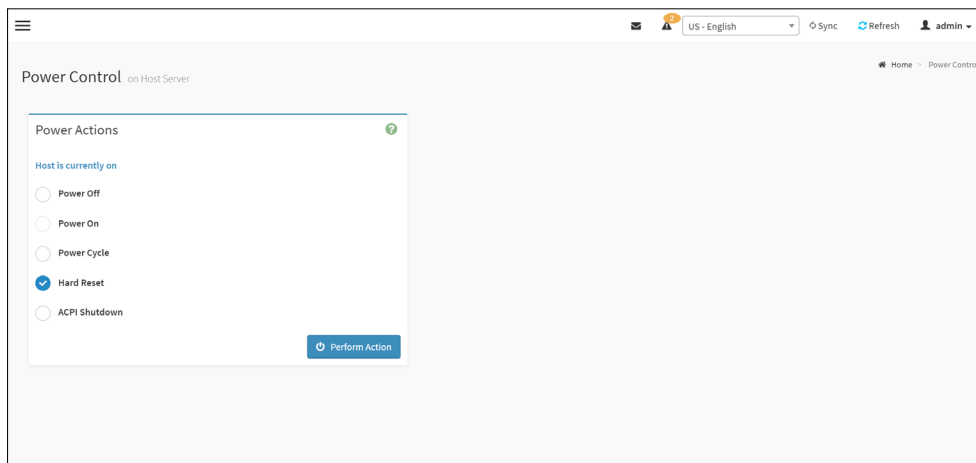 2
US - English
Sync
Refresh
admin
Power Control on Host Server
Home > Power Contro
Power Actions
?
Host is currently on
Power Off
Power On
Power Cycle
Hard Reset
ACPI Shutdown
Perform Action